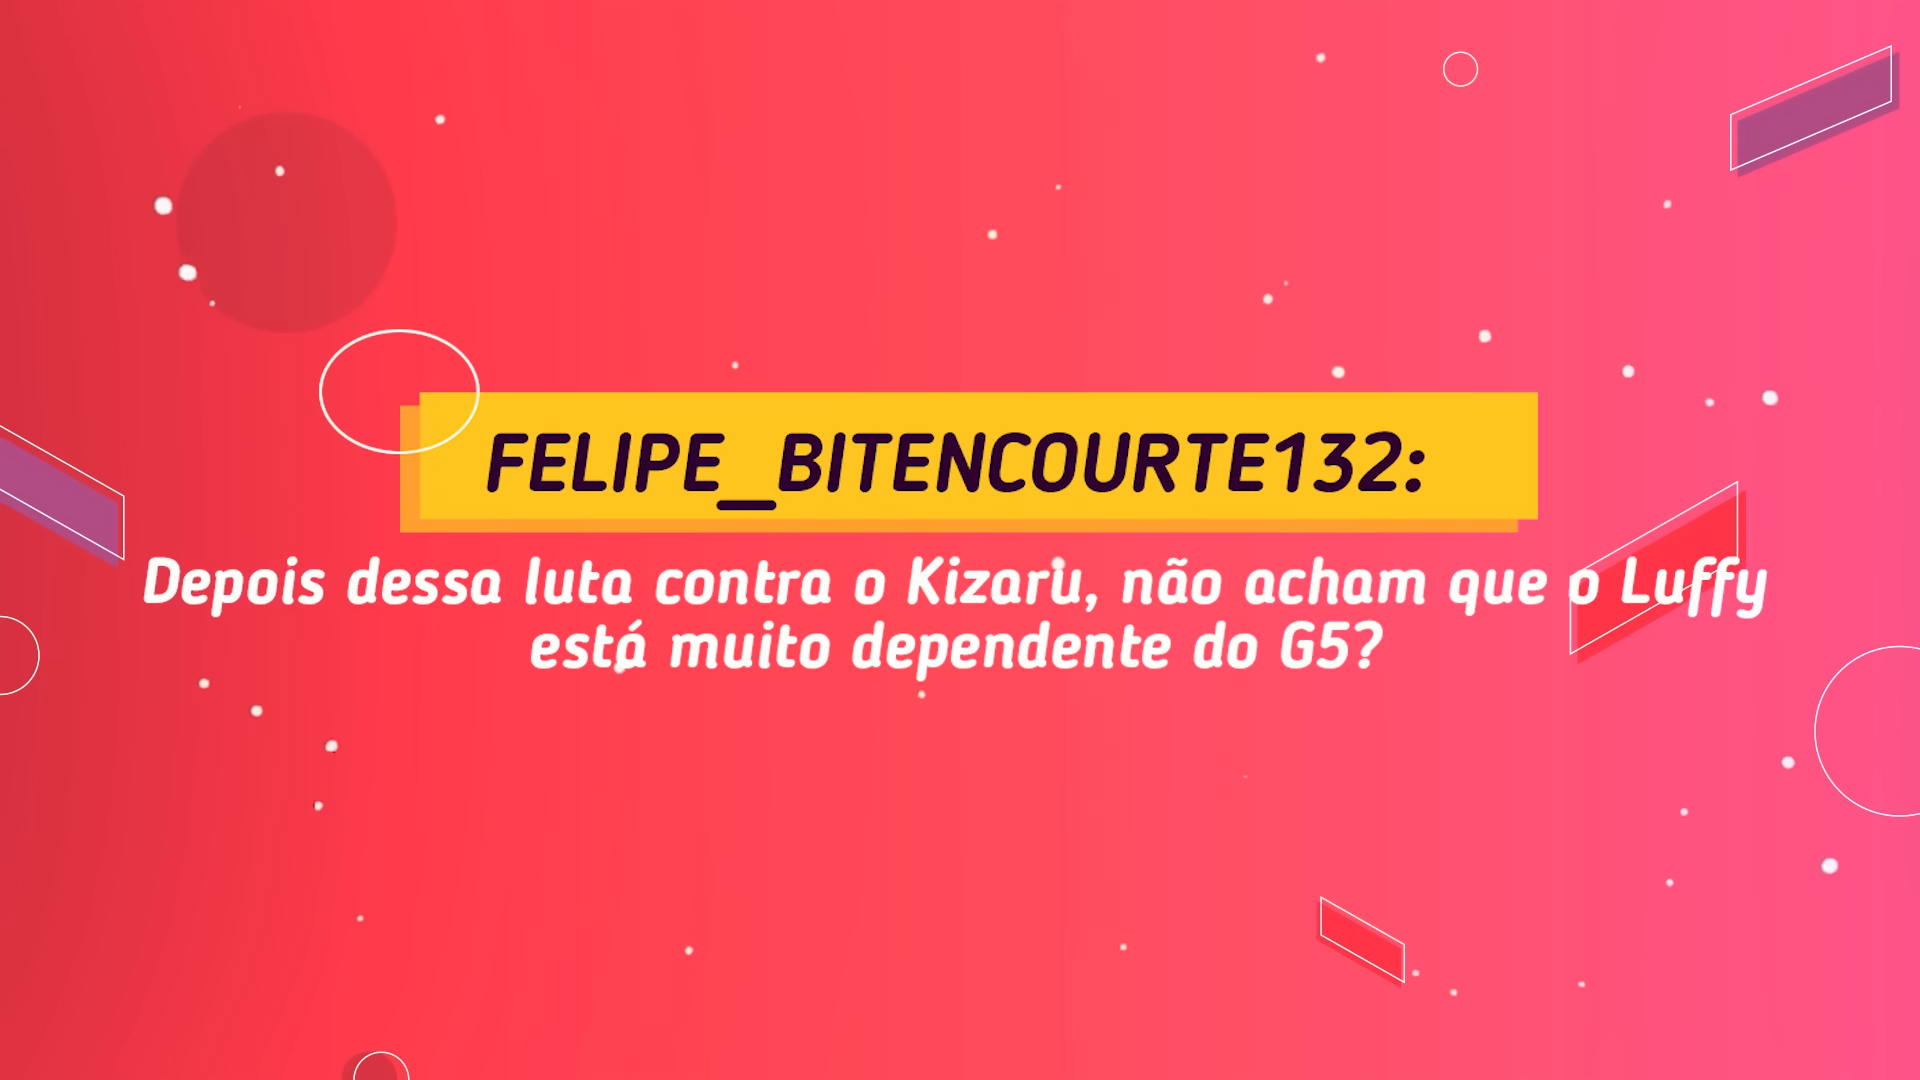 FELIPE_BITENCOURTE132:
Depois dessa luta contra o Kizaru, não acham que o Luffy
está muito dependente do G5?